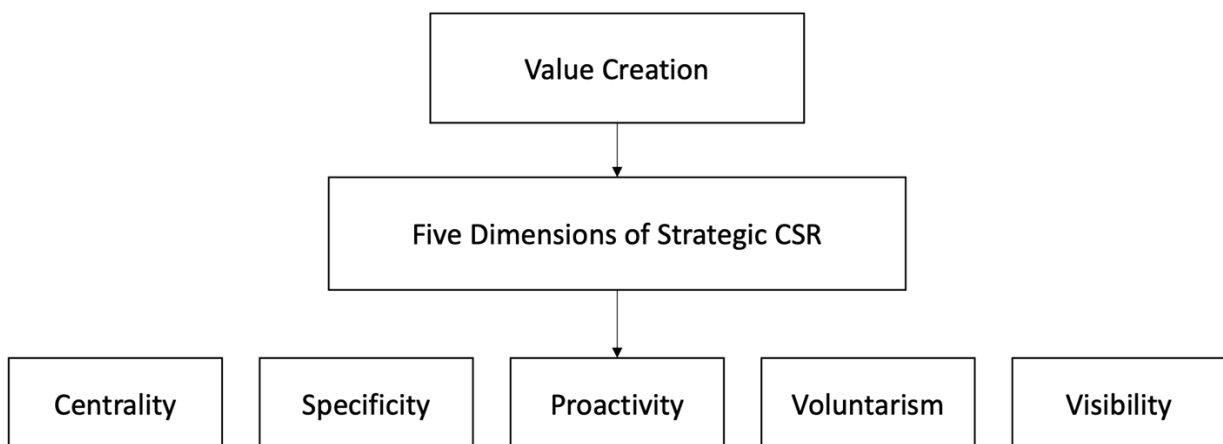 Value Creation
Five Dimensions of Strategic CSR
Centrality
Specificity
Proactivity
Voluntarism
Visibility